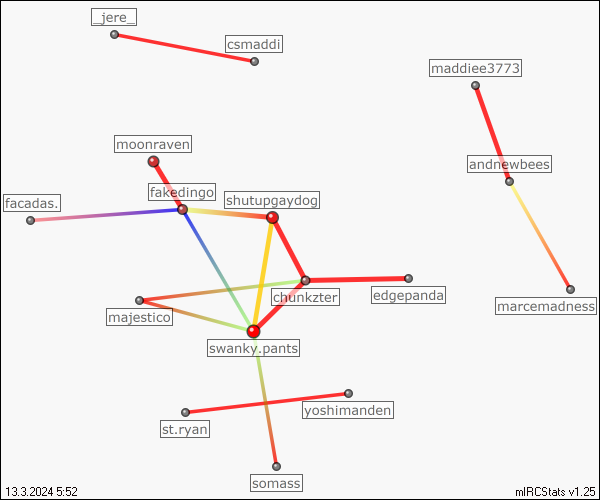 _jere_
csmaddi
maddiee3773
moonraven
andnewbees
fakedingo
shutupgaydog
facadas.
chunkzter
edgepanda
marcemadness
majestico
swanky.pants
yoshimanden
st.ryan
somass
13.3.2024 5:52
mIRCStats v1.25